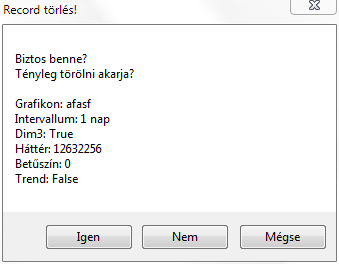 Record törlés!
Biztos benne?
Tényleg törölni akarja?
Grafikon: afasf
Intervallum: 1 nap
Dim3: True
Háttér: 12632256
Betűszín: 0
Trend: False
Igen
Nem
Mégse